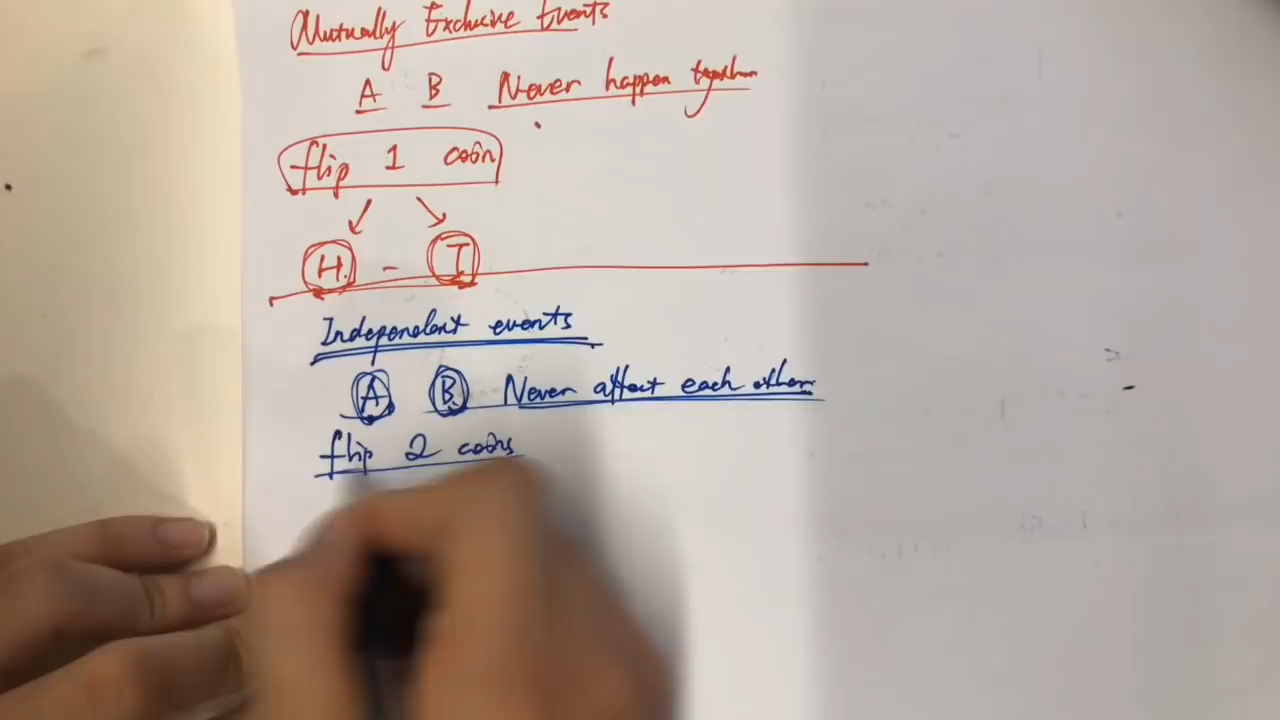 Mutually Exclusive Events
A B Never happen together
flip 1 coin
H - T
Independent events
A B Never affect each other
flip 2 coins